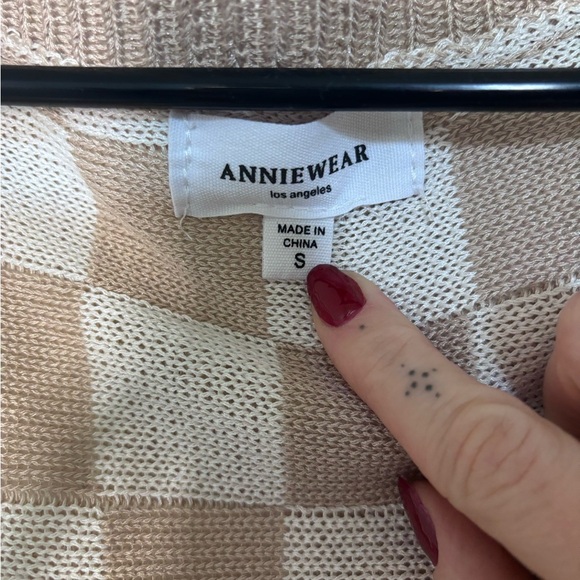 ANNIEWEAR
los angeles
MADE IN
CHINA
S